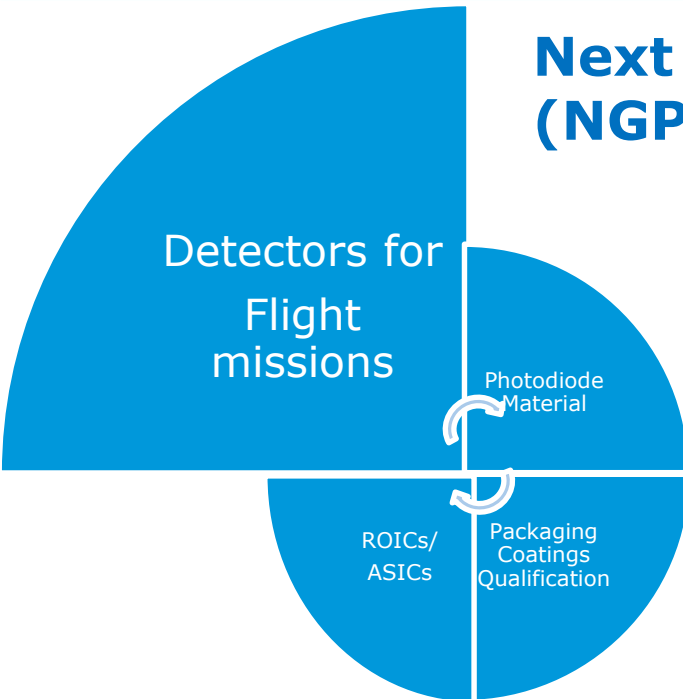 Next
(NGP
Detectors for
Flight
missions
Photodiode
Material
ROICs/
ASICs
Packaging
Coatings
Qualification